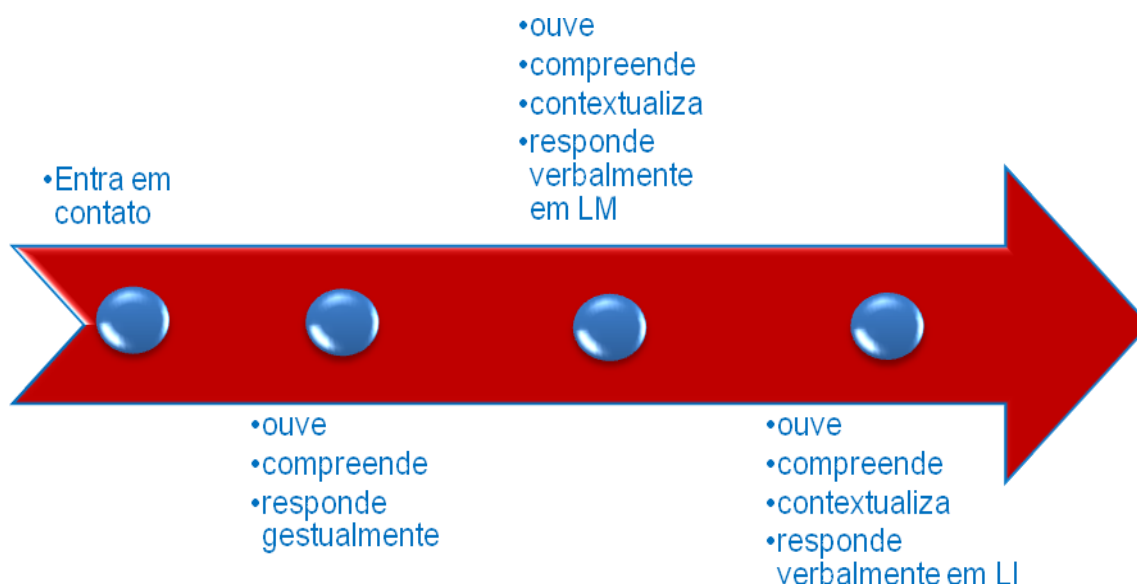 •Entra em
contato
•ouve
•compreende
•responde
gestualmente
•ouve
•compreende
•contextualiza
•responde
verbalmente
em LM
•ouve
•compreende
•contextualiza
•responde
verbalmente em LI